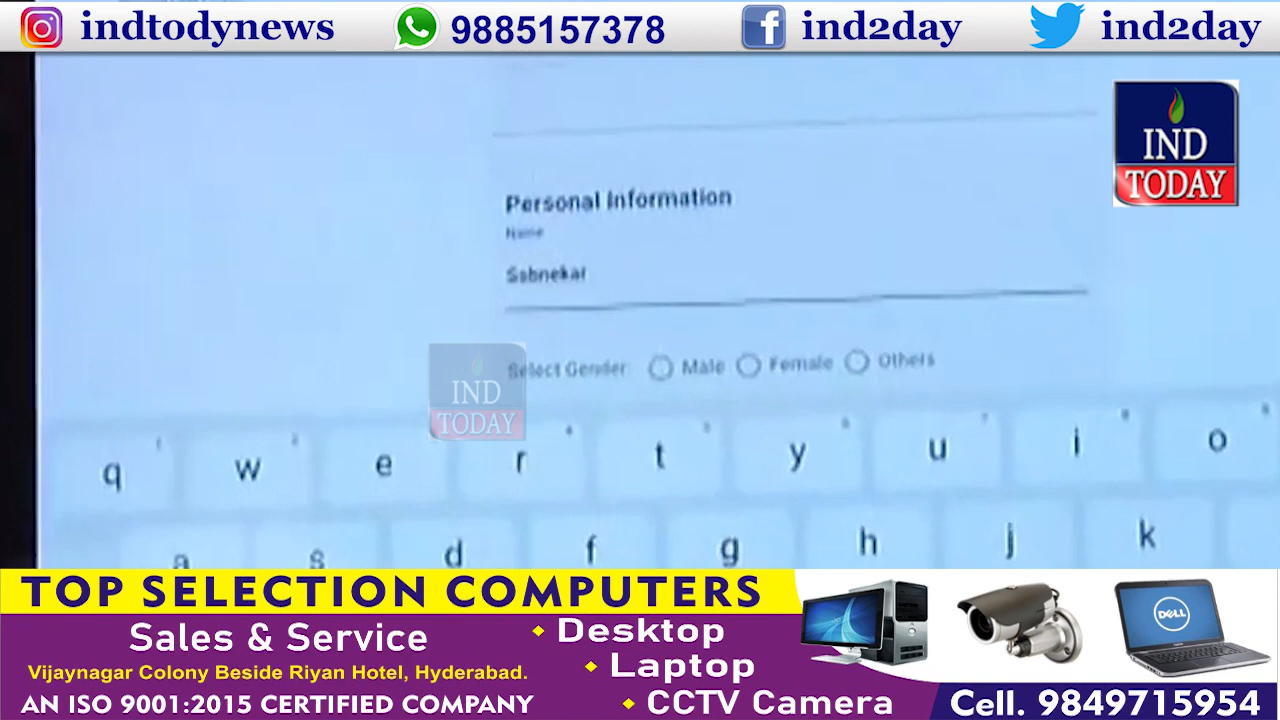 indtodynews 9885157378 ind2day ind2day
IND
TODAY
Personal Information
Name
Sabnekar
Select Gender Male Female Others
IND
TODAY
q w e r t y u i o
a s d f g h j k
TOP SELECTION COMPUTERS
Sales & Service
Desktop
Vijaynagar Colony Beside Riyan Hotel, Hyderabad.
Laptop
AN ISO 9001:2015 CERTIFIED COMPANY
CCTV Camera
DELL
Cell. 9849715954